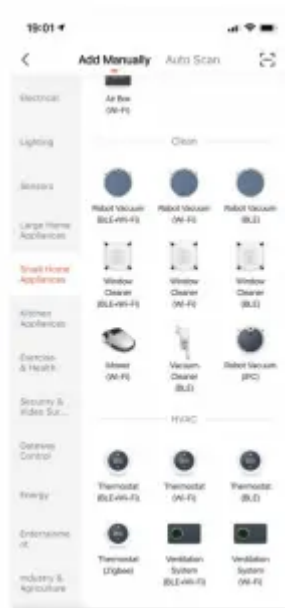 19:01
Add Manually
Auto Scan
Air Box
(Wi-Fi)
Electrical
Lighting
Sensors
Large Home
Appliances
Small Home
Appliances
Kitchen
Appliances
Exercise
& Health
Security &
Video Sur...
Gateway
Control
Energy
Entertainme
nt
Industry &
Agriculture
Clean
Robot Vacuum
(BLE+Wi-Fi)
Robot Vacuum
(Wi-Fi)
Robot Vacuum
(BLE)
Window
Cleaner
(BLE+Wi-Fi)
Window
Cleaner
(Wi-Fi)
Window
Cleaner
(BLE)
Mower
(Wi-Fi)
Vacuum
Cleaner
(BLE)
Robot Vacuum
(IPC)
HVAC
Thermostat
(BLE+Wi-Fi)
Thermostat
(Wi-Fi)
Thermostat
(BLE)
Thermostat
(Zigbee)
Ventilation
System
(BLE+Wi-Fi)
Ventilation
System
(Wi-Fi)